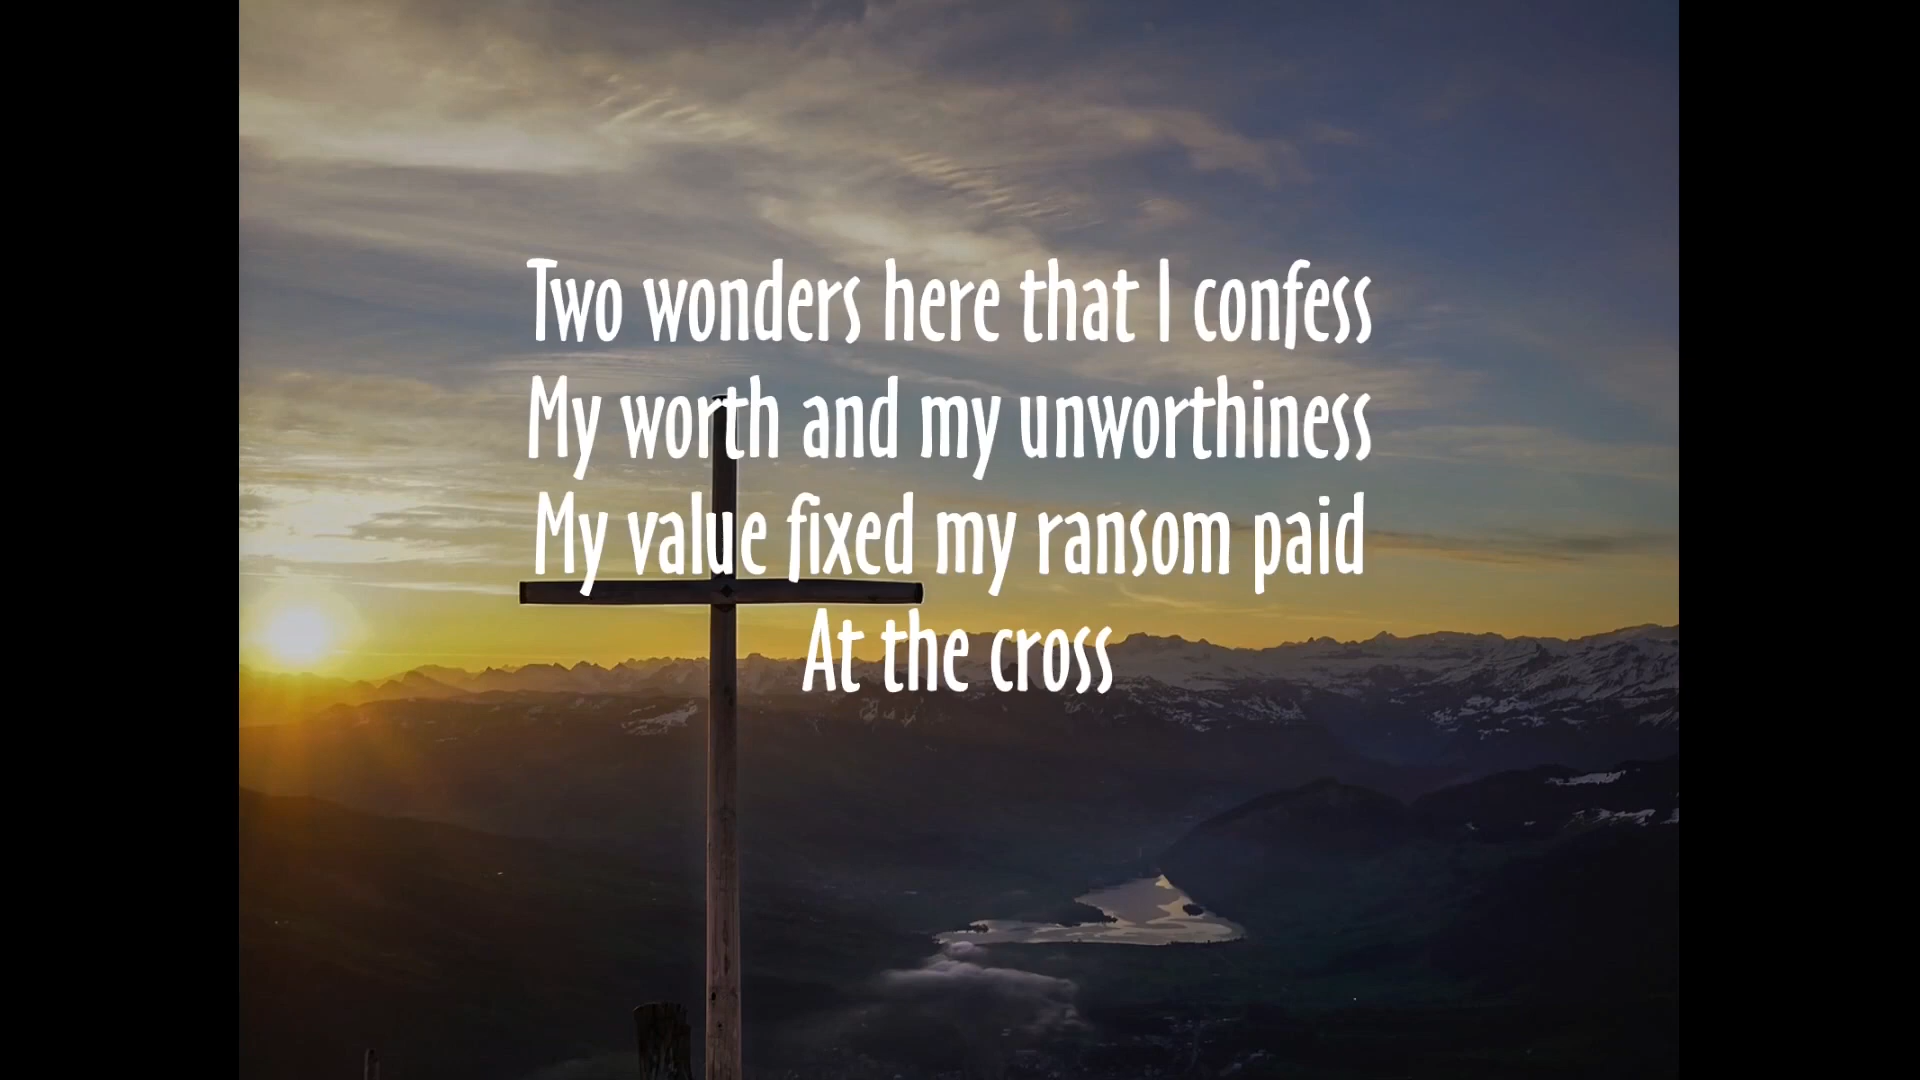 Two wonders here that I confess
My worth and my unworthiness
My value fixed my ransom paid
At the cross